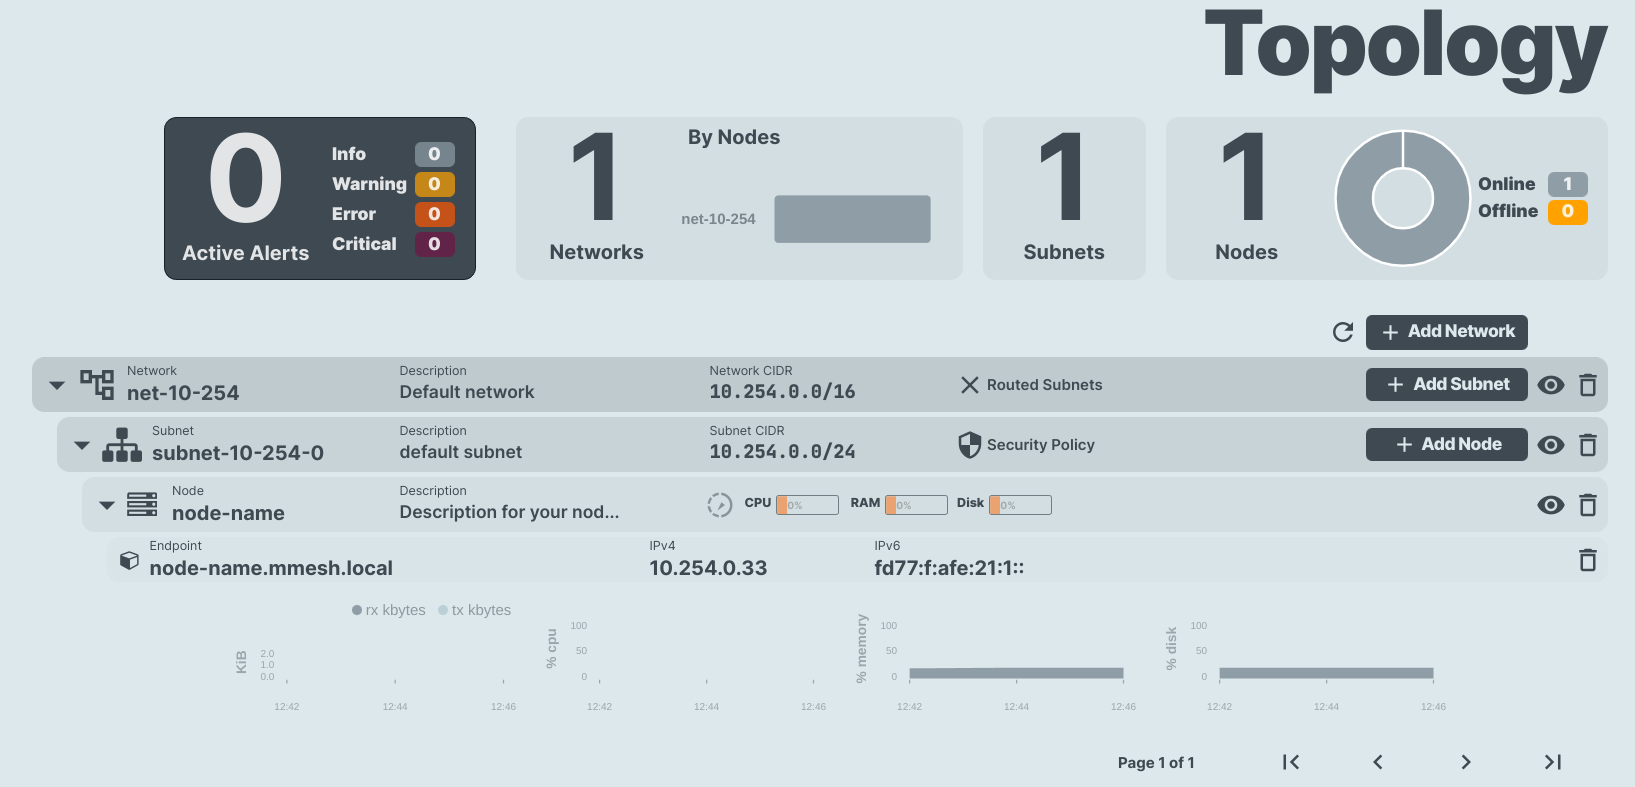 Topology
0
Active Alerts
Info 0
Warning 0
Error 0
Critical 0
1
Networks
By Nodes
net-10-254
1
Subnets
1
Nodes
Online 1
Offline 0
+ Add Network
Network
net-10-254
Description
Default network
Network CIDR
10.254.0.0/16
Routed Subnets
+ Add Subnet
Subnet
subnet-10-254-0
Description
default subnet
Subnet CIDR
10.254.0.0/24
Security Policy
+ Add Node
Node
node-name
Description
Description for your nod...
CPU 0%
RAM 0%
Disk 0%
Endpoint
node-name.mmesh.local
IPv4
10.254.0.33
IPv6
fd77:f:afe:21:1::
rx kbytes tx kbytes
KiB
2.0
1.0
0.0
12:42 12:44 12:46
% cpu
100
50
0
12:42 12:44 12:46
% memory
100
50
0
12:42 12:44 12:46
% disk
100
50
0
12:42 12:44 12:46
Page 1 of 1